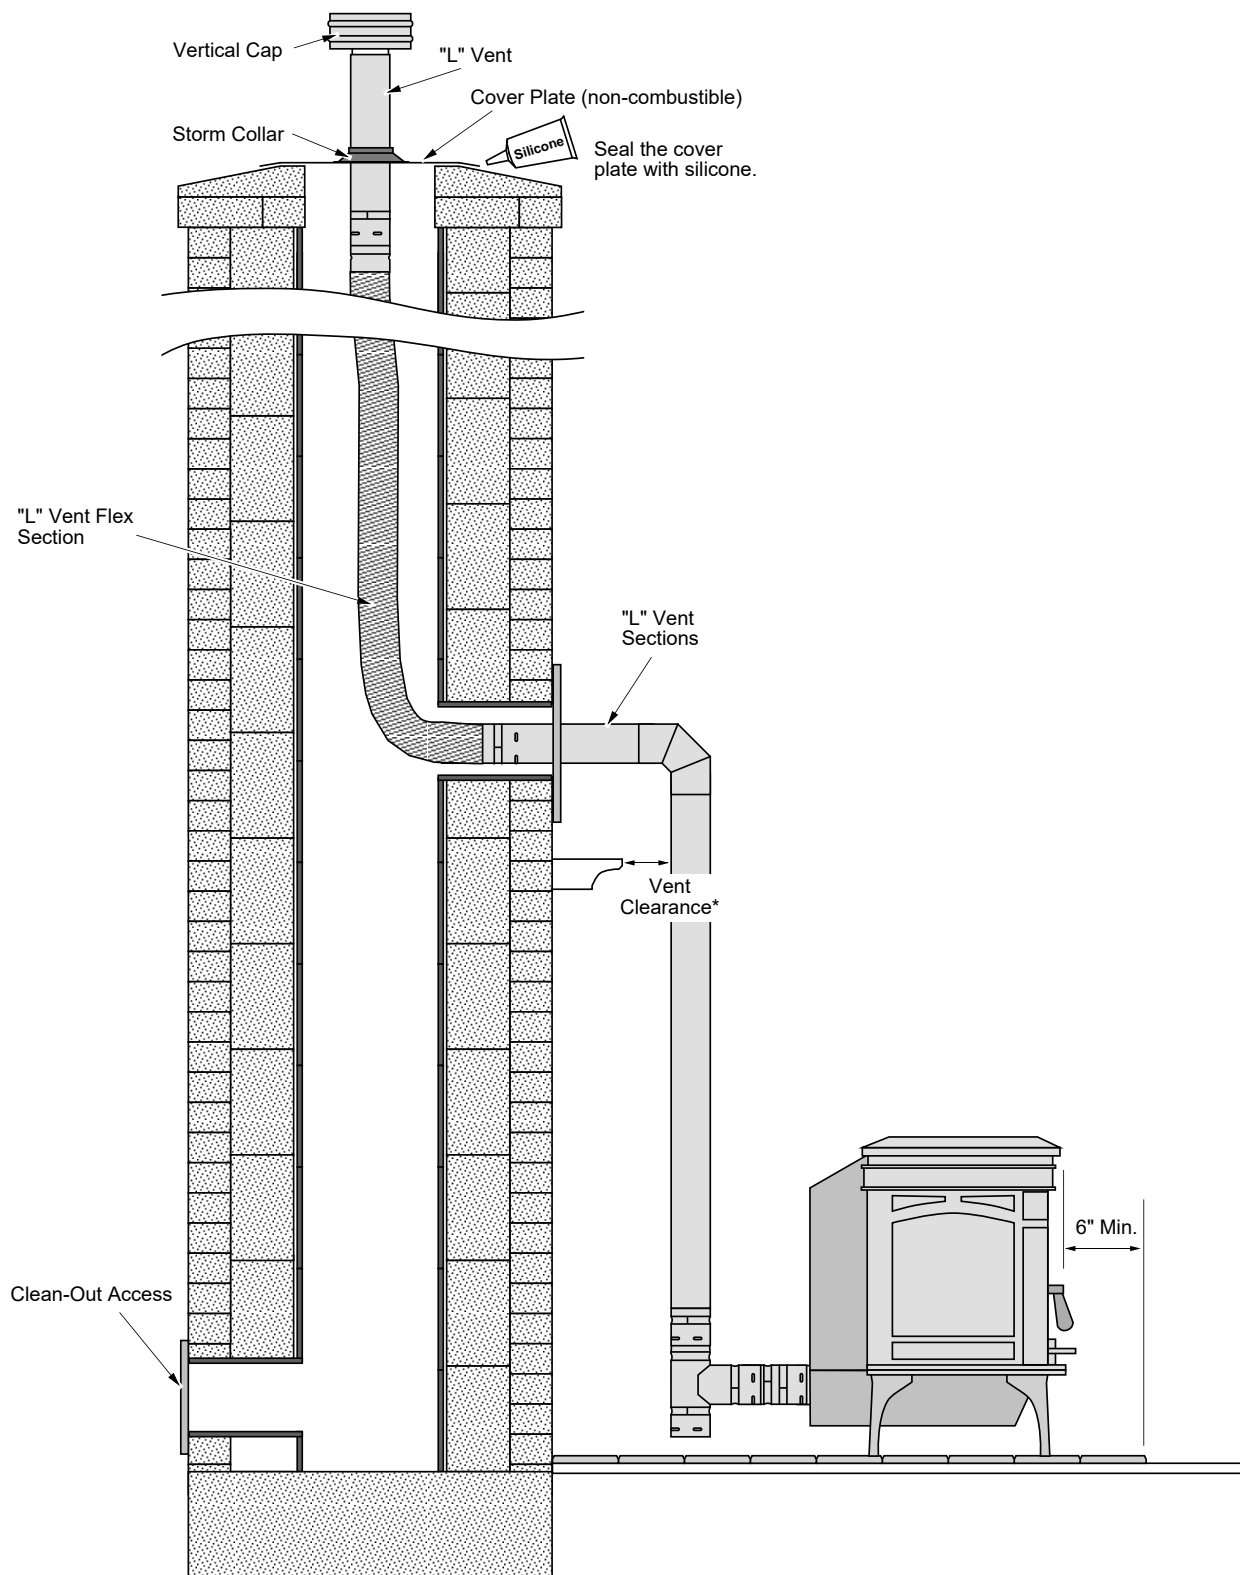 Vertical Cap
"L" Vent
Cover Plate (non-combustible)
Storm Collar
Silicone
Seal the cover
plate with silicone.
"L" Vent Flex
Section
"L" Vent
Sections
Vent
Clearance*
6" Min.
Clean-Out Access